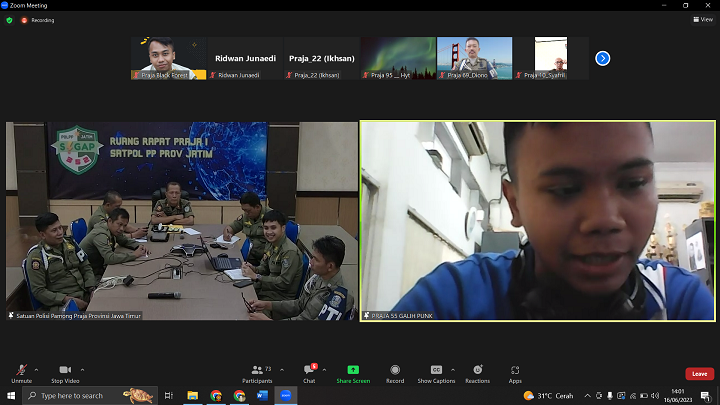 Zoom Meeting
Recording
View
Ridwan Junaedi
Praja_22 (Ikhsan)
Praja Black Forest
Ridwan Junaedi
Praja_22 (Ikhsan)
Praja 95 __ Hyt
Praja 69_Diono
Praja 10_Syafril
POLPP JATIM
SIGAP
RUANG RAPAT PRAJA I
SATPOL PP PROV JATIM
Satuan Polisi Pamong Praja Provinsi Jawa Timur
PRAJA 55 GALIH PUNK
Unmute
Stop Video
73
Participants
Chat
Share Screen
Record
CC
Show Captions
Reactions
Apps
Leave
Type here to search
31°C Cerah
14:01
16/06/2023